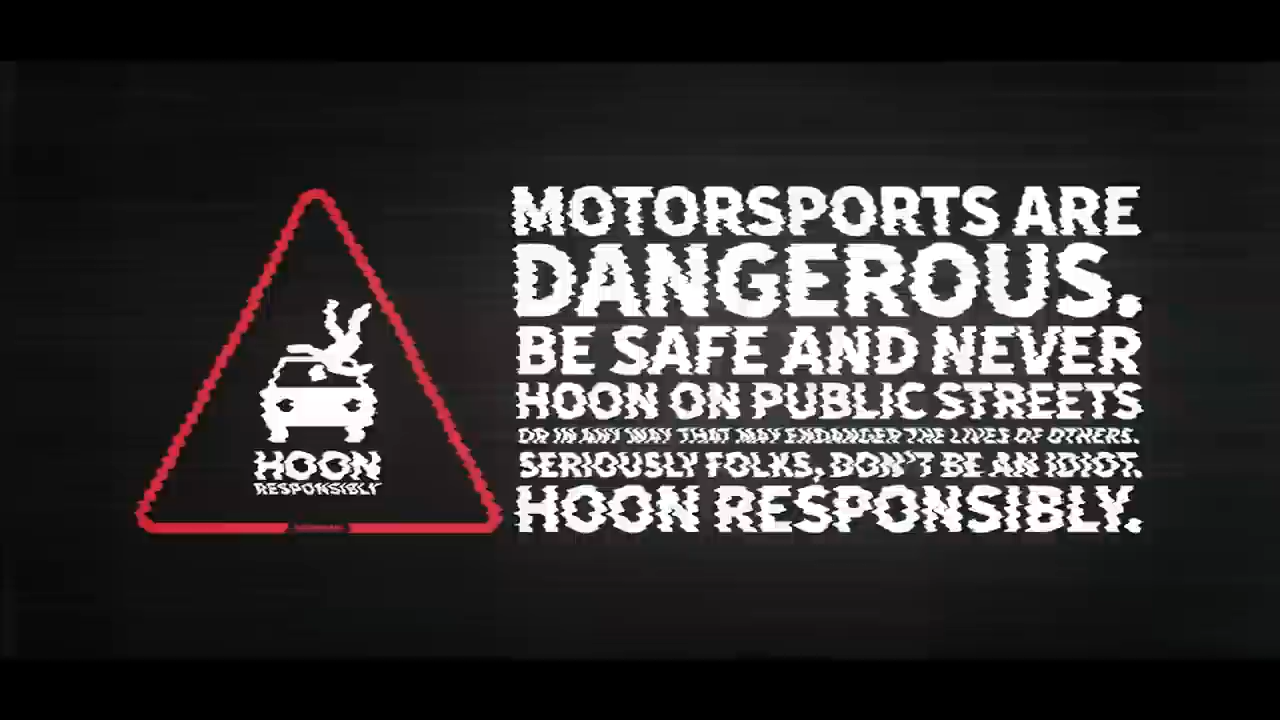 HOON
RESPONSIBLY
MOTORSPORTS ARE
DANGEROUS.
BE SAFE AND NEVER
HOON ON PUBLIC STREETS
OR IN ANY WAY THAT MAY ENDANGER THE LIVES OF OTHERS.
SERIOUSLY FOLKS, DON'T BE AN IDIOT.
HOON RESPONSIBLY.